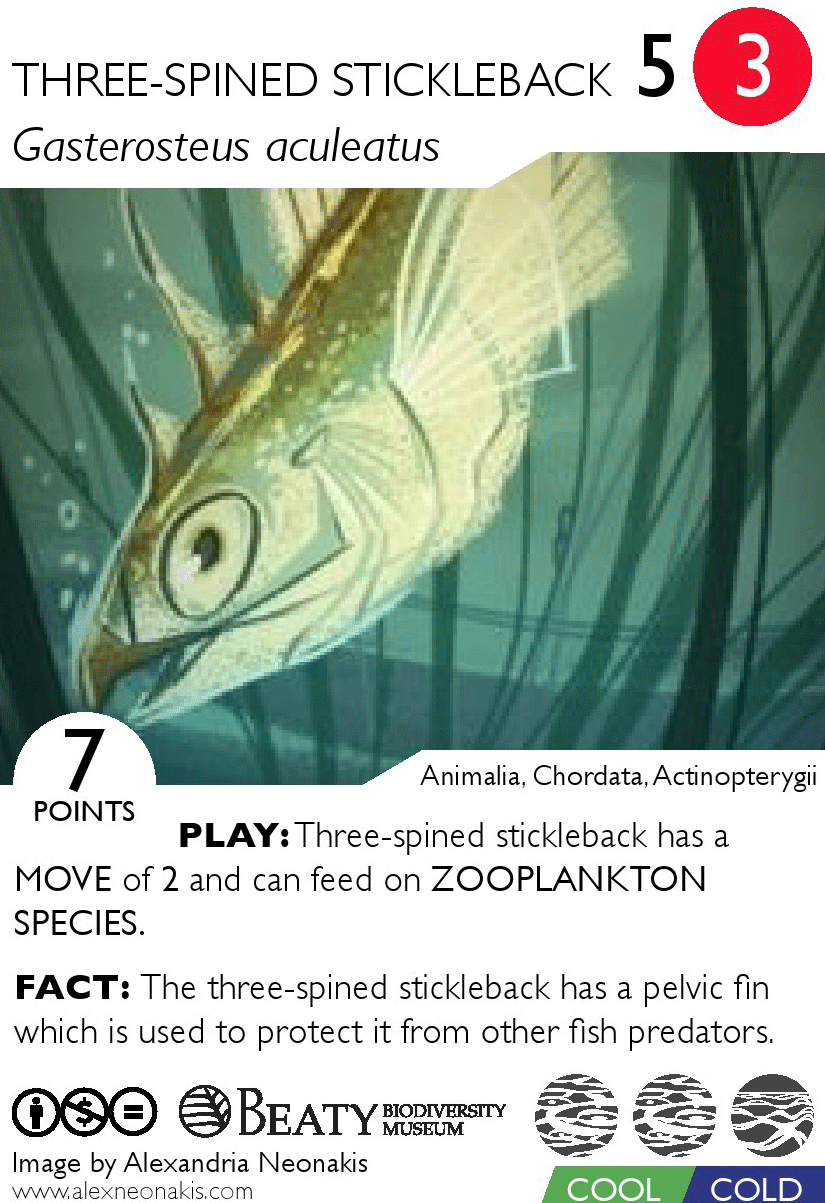 THREE-SPINED STICKLEBACK 5 3
Gasterosteus aculeatus
7
POINTS
Animalia, Chordata, Actinopterygii
PLAY: Three-spined stickleback has a
MOVE of 2 and can feed on ZOOPLANKTON
SPECIES.
FACT: The three-spined stickleback has a pelvic fin
which is used to protect it from other fish predators.
BEATY BIODIVERSITY
MUSEUM
Image by Alexandria Neonakis
www.alexneonakis.com
COOL COLD